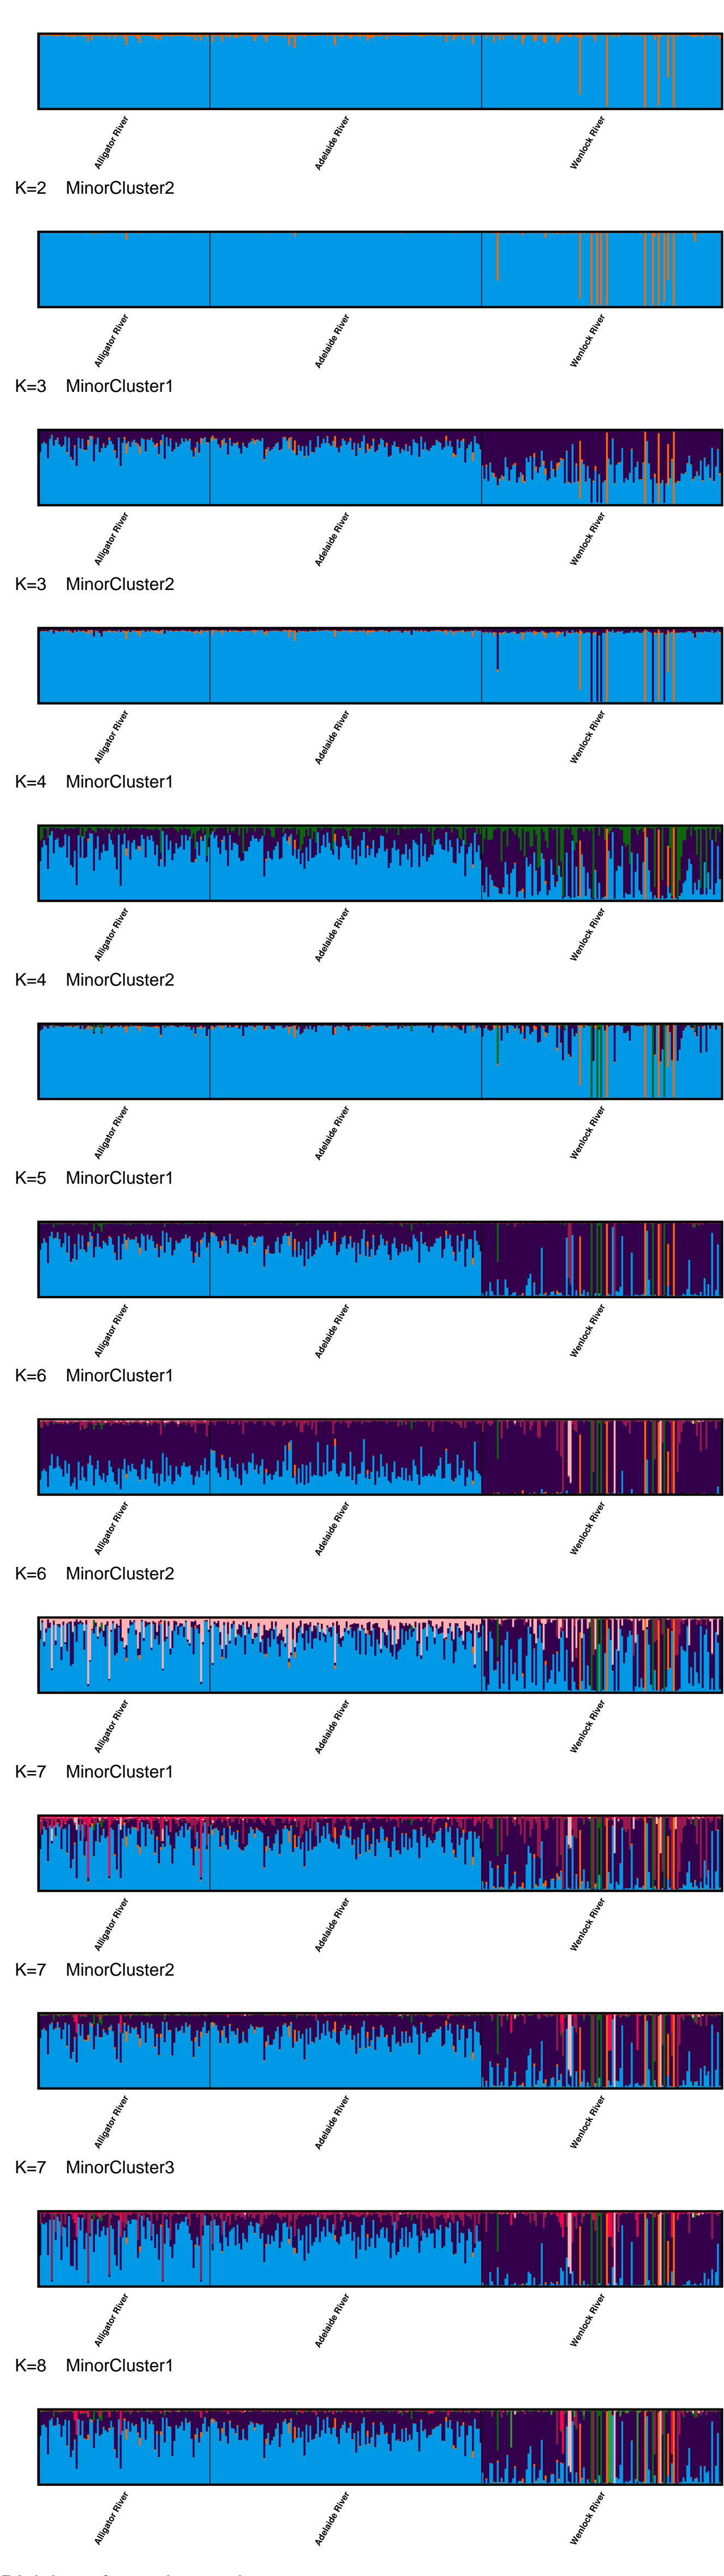 Alligator River Adelaide River Wenlock River
K=2 MinorCluster2
Alligator River Adelaide River Wenlock River
K=3 MinorCluster1
Alligator River Adelaide River Wenlock River
K=3 MinorCluster2
Alligator River Adelaide River Wenlock River
K=4 MinorCluster1
Alligator River Adelaide River Wenlock River
K=4 MinorCluster2
Alligator River Adelaide River Wenlock River
K=5 MinorCluster1
Alligator River Adelaide River Wenlock River
K=6 MinorCluster1
Alligator River Adelaide River Wenlock River
K=6 MinorCluster2
Alligator River Adelaide River Wenlock River
K=7 MinorCluster1
Alligator River Adelaide River Wenlock River
K=7 MinorCluster2
Alligator River Adelaide River Wenlock River
K=7 MinorCluster3
Alligator River Adelaide River Wenlock River
K=8 MinorCluster1
Alligator River Adelaide River Wenlock River